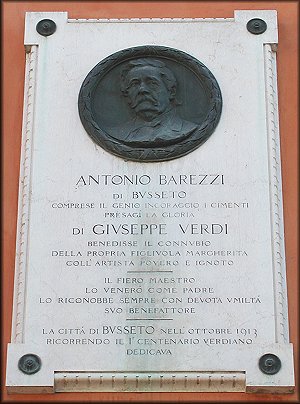 ANTONIO BAREZZI
DI BVSSETO
COMPRESE IL GENIO INCORAGGIÒ I CIMENTI
PRESAGÌ LA GLORIA
DI GIVSEPPE VERDI
BENEDISSE IL CONNVBIO
DELLA PROPRIA FIGLIVOLA MARGHERITA
COLL'ARTISTA POVERO E IGNOTO
IL FIERO MAESTRO
LO VENERÒ COME PADRE
LO RICONOBBE SEMPRE CON DEVOTA VMILTÀ
SVO BENEFATTORE
LA CITTÀ DI BVSSETO NELL'OTTOBRE 1913
RICORRENDO IL 1° CENTENARIO VERDIANO
DEDICAVA